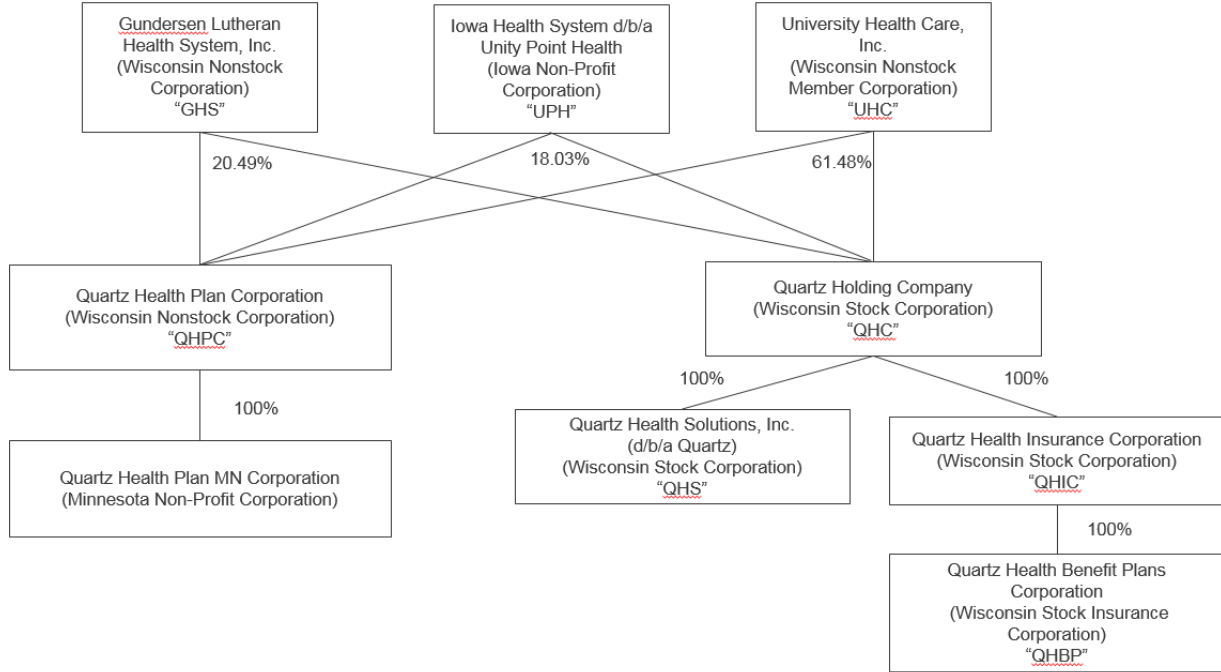 Gundersen Lutheran
Health System, Inc.
(Wisconsin Nonstock
Corporation)
“GHS”
Iowa Health System d/b/a
Unity Point Health
(Iowa Non-Profit
Corporation)
“UPH”
University Health Care,
Inc.
(Wisconsin Nonstock
Member Corporation)
“UHC”
20.49%
18.03%
61.48%
Quartz Health Plan Corporation
(Wisconsin Nonstock Corporation)
“QHPC”
Quartz Holding Company
(Wisconsin Stock Corporation)
“QHC”
100%
100%
100%
Quartz Health Plan MN Corporation
(Minnesota Non-Profit Corporation)
Quartz Health Solutions, Inc.
(d/b/a Quartz)
(Wisconsin Stock Corporation)
“QHS”
Quartz Health Insurance Corporation
(Wisconsin Stock Corporation)
“QHIC”
100%
Quartz Health Benefit Plans
Corporation
(Wisconsin Stock Insurance
Corporation)
“QHBP”